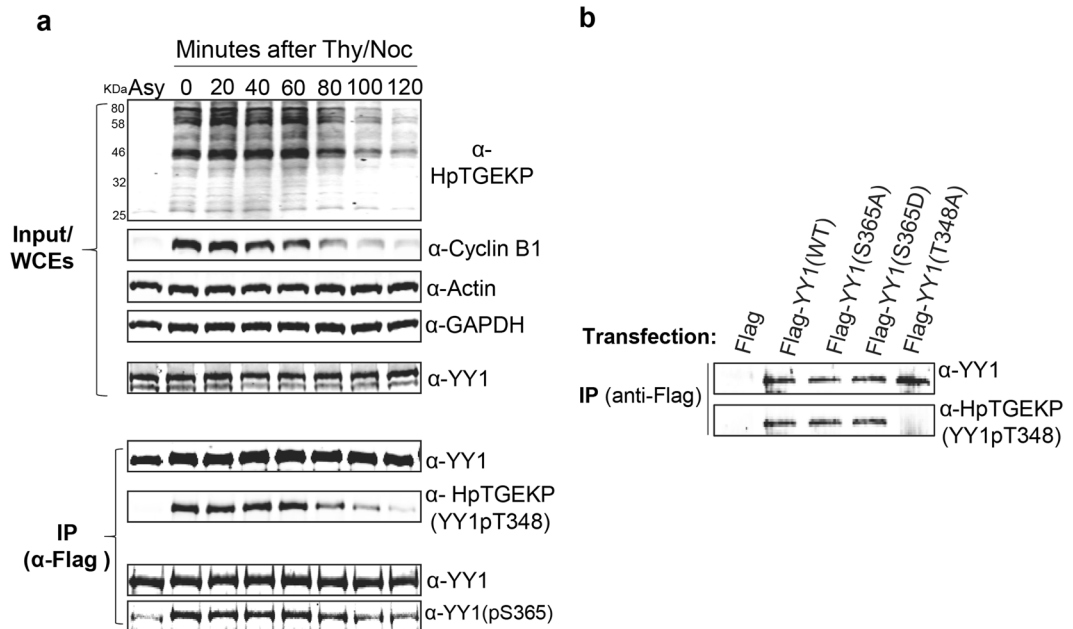 a
Minutes after Thy/Noc
KDa Asy 0 20 40 60 80 100 120
80
58
46
32
25
α-
HpTGEKP
Input/
WCEs
α-Cyclin B1
α-Actin
α-GAPDH
α-YY1
α-YY1
α- HpTGEKP
(YY1pT348)
IP
(α-Flag )
α-YY1
α-YY1(pS365)
b
Transfection:
Flag
Flag-YY1(WT)
Flag-YY1(S365A)
Flag-YY1(S365D)
Flag-YY1(T348A)
IP (anti-Flag)
α-YY1
α-HpTGEKP
(YY1pT348)